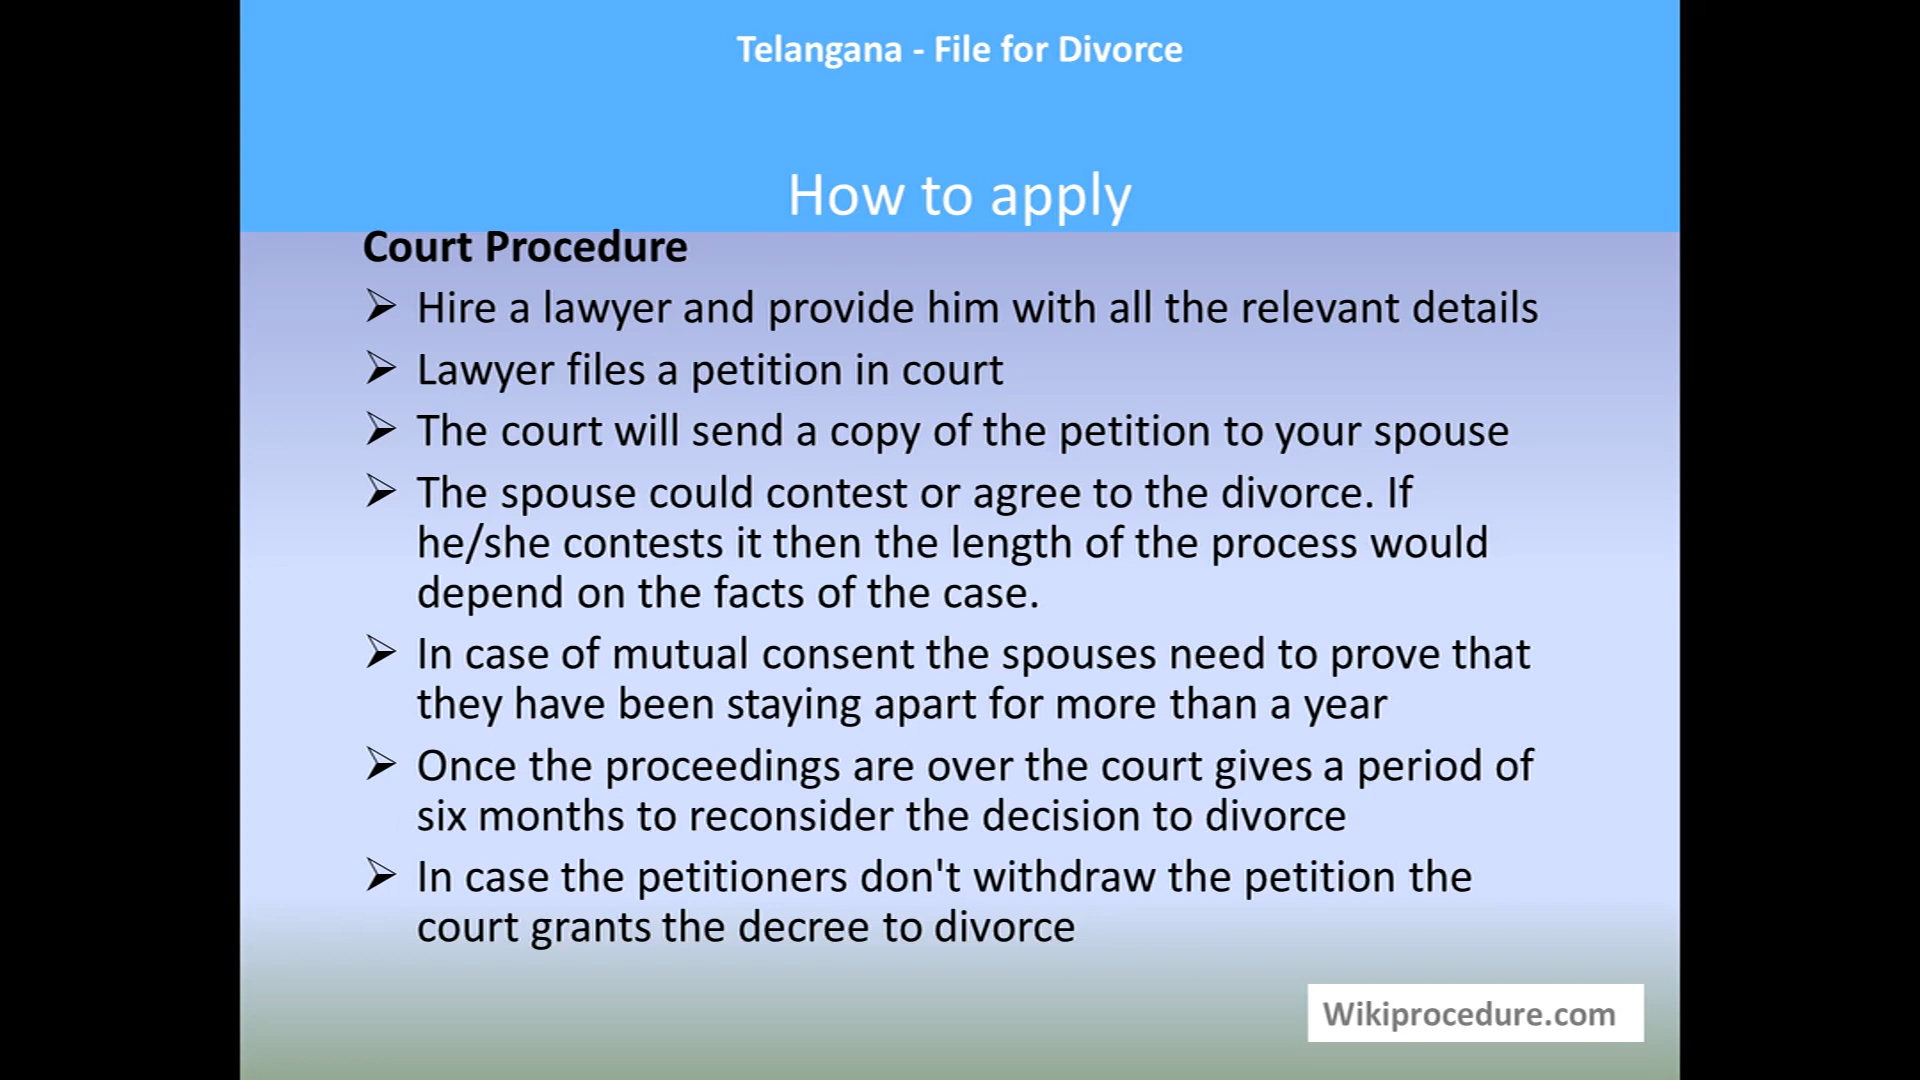 Telangana - File for Divorce
How to apply
Court Procedure
➢ Hire a lawyer and provide him with all the relevant details
➢ Lawyer files a petition in court
➢ The court will send a copy of the petition to your spouse
➢ The spouse could contest or agree to the divorce. If
he/she contests it then the length of the process would
depend on the facts of the case.
➢ In case of mutual consent the spouses need to prove that
they have been staying apart for more than a year
➢ Once the proceedings are over the court gives a period of
six months to reconsider the decision to divorce
➢ In case the petitioners don't withdraw the petition the
court grants the decree to divorce
Wikiprocedure.com